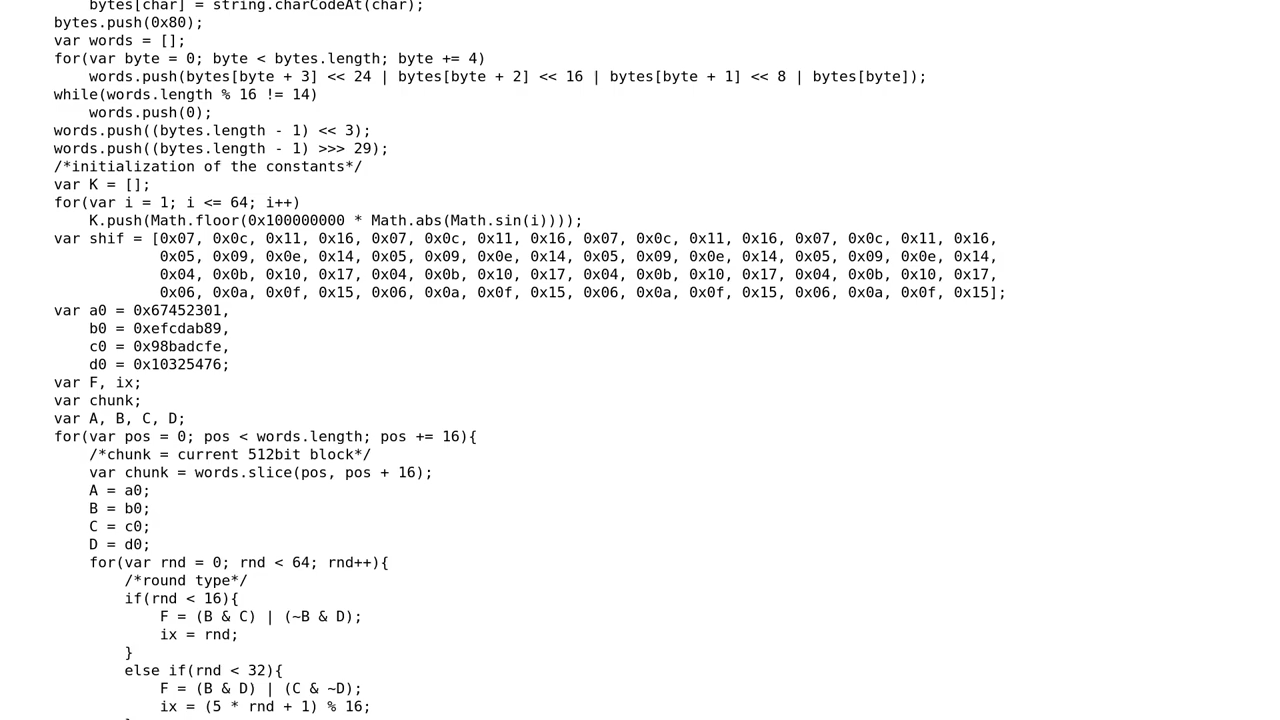 bytes[char] = string.charCodeAt(char);
bytes.push(0x80);
var words = [];
for(var byte = 0; byte < bytes.length; byte += 4)
words.push(bytes[byte + 3] << 24 | bytes[byte + 2] << 16 | bytes[byte + 1] << 8 | bytes[byte]);
while(words.length % 16 != 14)
words.push(0);
words.push((bytes.length - 1) << 3);
words.push((bytes.length - 1) >>> 29);
/*initialization of the constants*/
var K = [];
for(var i = 1; i <= 64; i++)
K.push(Math.floor(0x100000000 * Math.abs(Math.sin(i))));
var shif = [0x07, 0x0c, 0x11, 0x16, 0x07, 0x0c, 0x11, 0x16, 0x07, 0x0c, 0x11, 0x16, 0x07, 0x0c, 0x11, 0x16,
0x05, 0x09, 0x0e, 0x14, 0x05, 0x09, 0x0e, 0x14, 0x05, 0x09, 0x0e, 0x14, 0x05, 0x09, 0x0e, 0x14,
0x04, 0x0b, 0x10, 0x17, 0x04, 0x0b, 0x10, 0x17, 0x04, 0x0b, 0x10, 0x17, 0x04, 0x0b, 0x10, 0x17,
0x06, 0x0a, 0x0f, 0x15, 0x06, 0x0a, 0x0f, 0x15, 0x06, 0x0a, 0x0f, 0x15, 0x06, 0x0a, 0x0f, 0x15];
var a0 = 0x67452301,
b0 = 0xefcdab89,
c0 = 0x98badcfe,
d0 = 0x10325476;
var F, ix;
var chunk;
var A, B, C, D;
for(var pos = 0; pos < words.length; pos += 16){
/*chunk = current 512bit block*/
var chunk = words.slice(pos, pos + 16);
A = a0;
B = b0;
C = c0;
D = d0;
for(var rnd = 0; rnd < 64; rnd++){
/*round type*/
if(rnd < 16){
F = (B & C) | (~B & D);
ix = rnd;
}
else if(rnd < 32){
F = (B & D) | (C & ~D);
ix = (5 * rnd + 1) % 16;